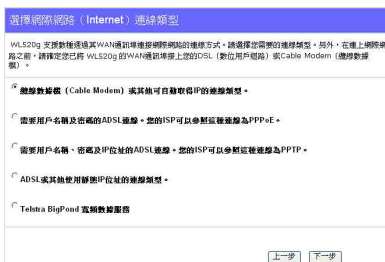 選擇網際網路（Internet）連線類型
WL520g 支援數種透過其WAN通訊埠連接網際網路的連線方式。請選擇您需要的連線類型。另外，在連上網際網
路之前，請確定您已將 WL520g 的WAN通訊埠接上您的DSL（數位用戶迴路）或Cable Modem（纜線數據
機）。
纜線數據機（Cable Modem）或其他可自動取得IP的連線類型。
需要用戶名稱及密碼的ADSL連線。您的ISP可以參照這種連線為PPPoE。
需要用戶名稱、密碼及IP位址的ADSL連線。您的ISP可以參照這種連線為PPTP。
ADSL或其他使用靜態IP位址的連線類型。
Telstra BigPond 寬頻數據服務
上一步 下一步